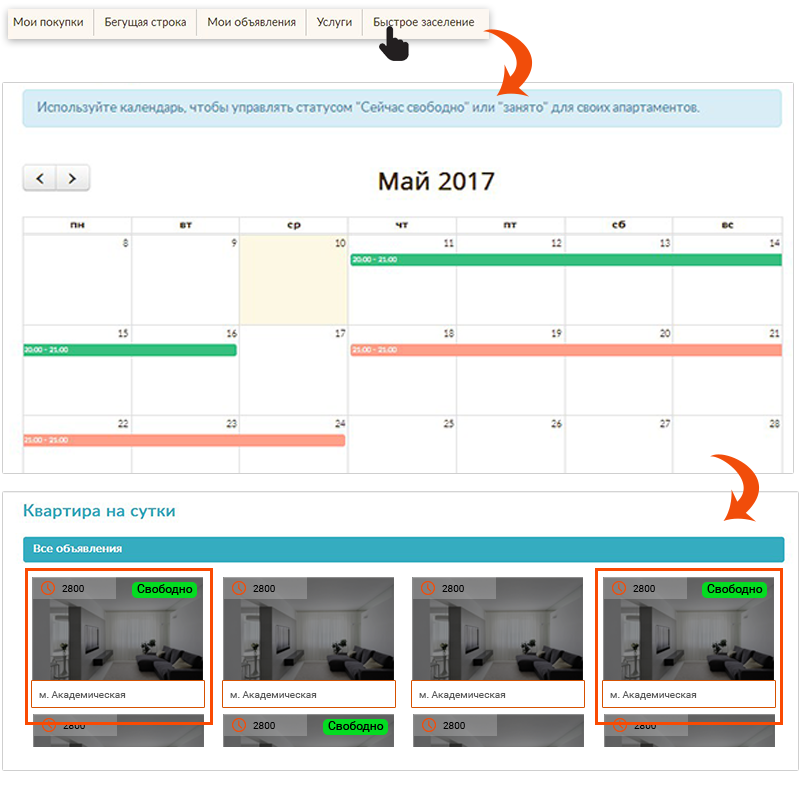 Мои покупки Бегущая строка Мои объявления Услуги Быстрое заселение
Используйте календарь, чтобы управлять статусом "Сейчас свободно" или "занято" для своих апартаментов.
Май 2017
пн вт ср чт пт сб вс
8 9 10 11 12 13 14
20:00 - 21:00
15 16 17 18 19 20 21
20:00 - 21:00 21:00 - 21:00
22 23 24 25 26 27 28
21:00 - 21:00
Квартира на сутки
Все объявления
2800 Свободно 2800 2800 2800 Свободно
м. Академическая м. Академическая м. Академическая м. Академическая
2800 2800 Свободно 2800 2800